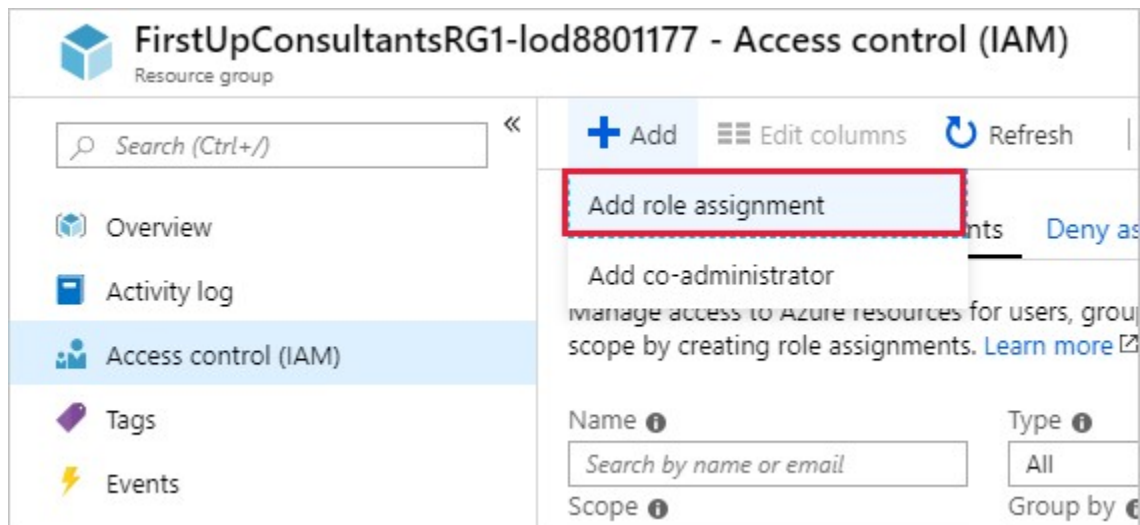 FirstUpConsultantsRG1-lod8801177 - Access control (IAM)
Resource group
Search (Ctrl+/)
«
Overview
Activity log
Access control (IAM)
Tags
Events
Add Edit columns Refresh
Add role assignment
Add co-administrator
nts Deny as
Manage access to Azure resources for users, grou
scope by creating role assignments. Learn more
Name Type
Search by name or email All
Scope Group by